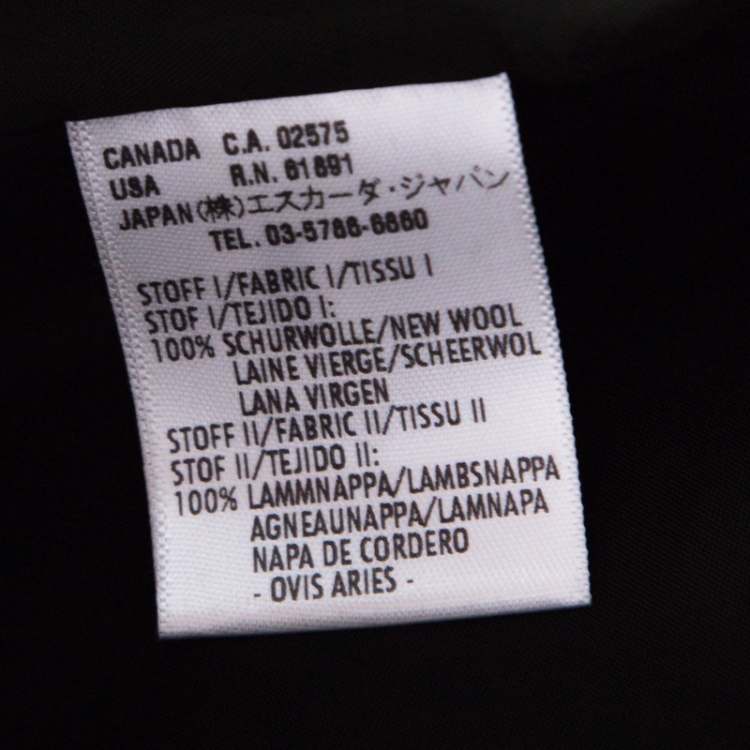 CANADA C.A. 02575
USA R.N. 61891
JAPAN(株)エスカーダ・ジャパン
TEL. 03-5786-6860
STOFF I/FABRIC I/TISSU I
STOF I/TEJIDO I:
100% SCHURWOLLE/NEW WOOL
LAINE VIERGE/SCHEERWOL
LANA VIRGEN
STOFF II/FABRIC II/TISSU II
STOF II/TEJIDO II:
100% LAMMNAPPA/LAMBSNAPPA
AGNEAUNAPPA/LAMNAPA
NAPA DE CORDERO
- OVIS ARIES -